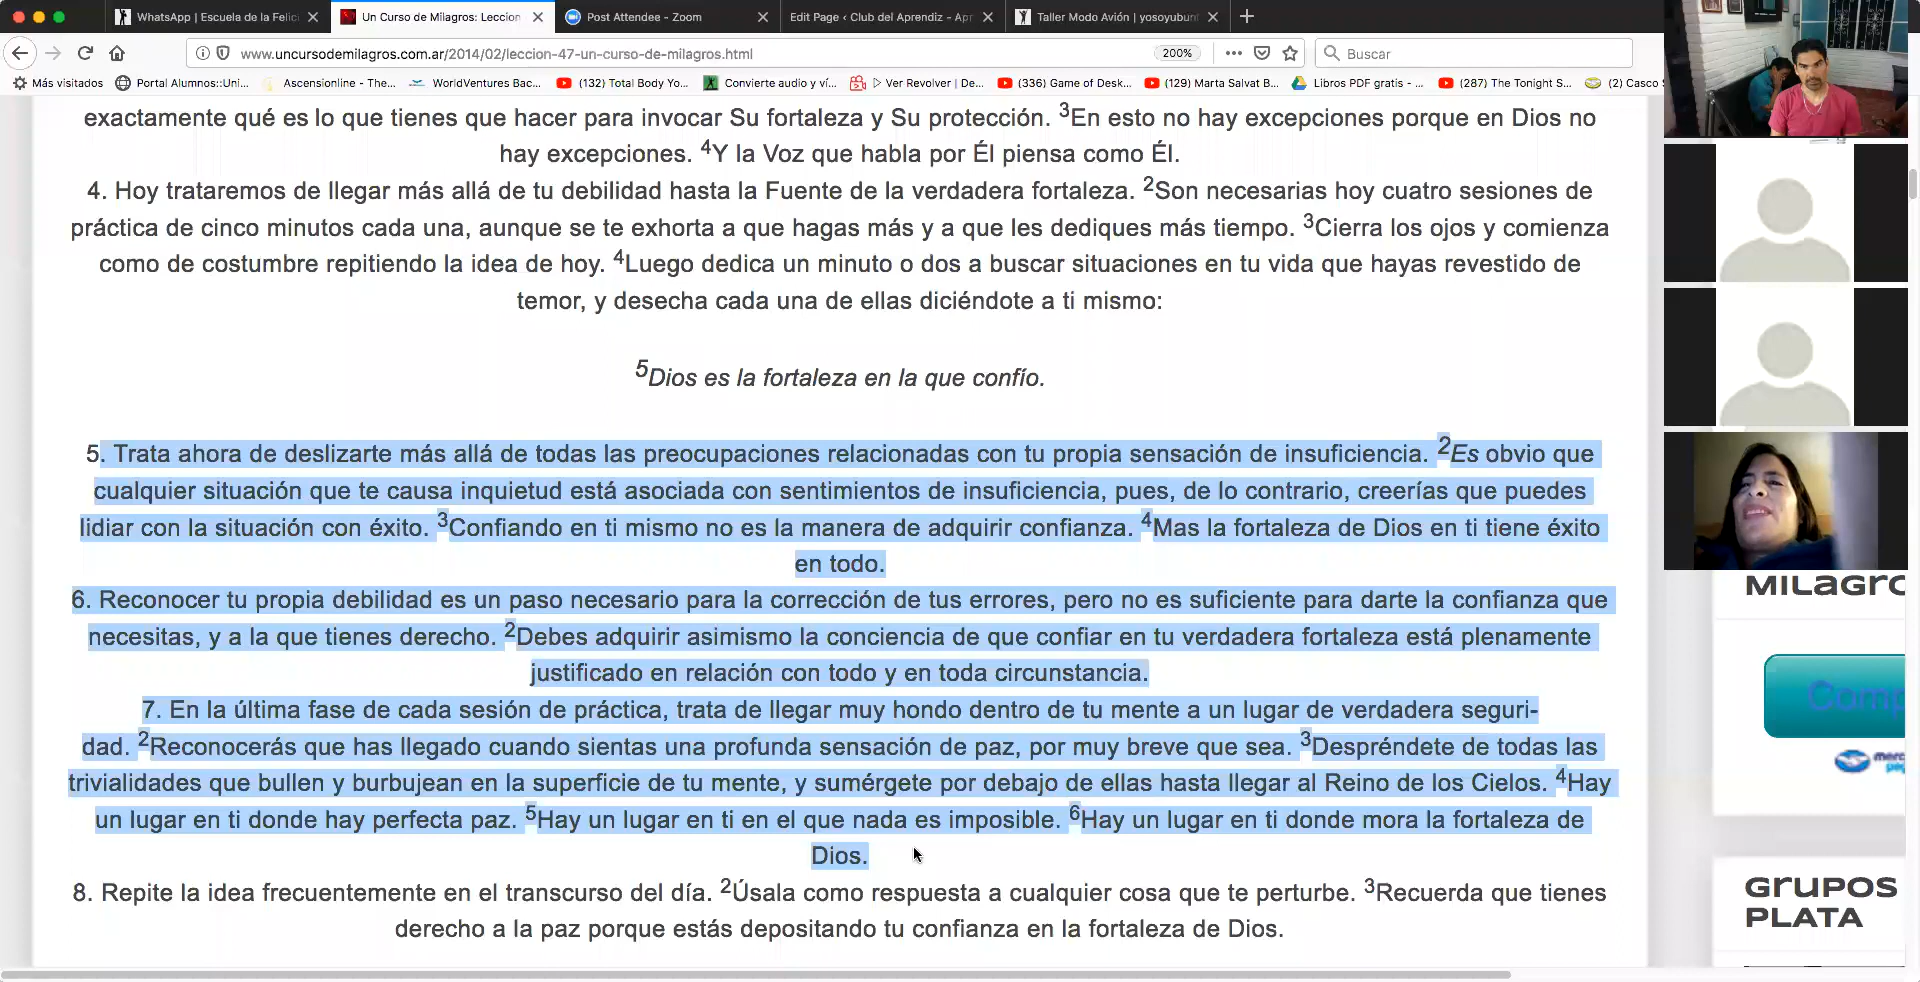 WhatsApp | Escuela de la Felici
Un Curso de Milagros: Leccion
Post Attendee - Zoom
Edit Page ‹ Club del Aprendiz - Apr
Taller Modo Avión | yosoyubun
www.uncursodemilagros.com.ar/2014/02/leccion-47-un-curso-de-milagros.html
200%
Buscar
Más visitados
Portal Alumnos::Uni...
Ascensionline - The...
WorldVentures Bac...
(132) Total Body Yo...
Convierte audio y ví...
Ver Revolver | De...
(336) Game of Desk...
(129) Marta Salvat B...
Libros PDF gratis - ...
(287) The Tonight S...
(2) Casco
exactamente qué es lo que tienes que hacer para invocar Su fortaleza y Su protección. 3En esto no hay excepciones porque en Dios no
hay excepciones. 4Y la Voz que habla por Él piensa como Él.
4. Hoy trataremos de llegar más allá de tu debilidad hasta la Fuente de la verdadera fortaleza. 2Son necesarias hoy cuatro sesiones de
práctica de cinco minutos cada una, aunque se te exhorta a que hagas más y a que les dediques más tiempo. 3Cierra los ojos y comienza
como de costumbre repitiendo la idea de hoy. 4Luego dedica un minuto o dos a buscar situaciones en tu vida que hayas revestido de
temor, y desecha cada una de ellas diciéndote a ti mismo:
5Dios es la fortaleza en la que confío.
5. Trata ahora de deslizarte más allá de todas las preocupaciones relacionadas con tu propia sensación de insuficiencia. 2Es obvio que
cualquier situación que te causa inquietud está asociada con sentimientos de insuficiencia, pues, de lo contrario, creerías que puedes
lidiar con la situación con éxito. 3Confiando en ti mismo no es la manera de adquirir confianza. 4Mas la fortaleza de Dios en ti tiene éxito
en todo.
6. Reconocer tu propia debilidad es un paso necesario para la corrección de tus errores, pero no es suficiente para darte la confianza que
necesitas, y a la que tienes derecho. 2Debes adquirir asimismo la conciencia de que confiar en tu verdadera fortaleza está plenamente
justificado en relación con todo y en toda circunstancia.
7. En la última fase de cada sesión de práctica, trata de llegar muy hondo dentro de tu mente a un lugar de verdadera seguri-
dad. 2Reconocerás que has llegado cuando sientas una profunda sensación de paz, por muy breve que sea. 3Despréndete de todas las
trivialidades que bullen y burbujean en la superficie de tu mente, y sumérgete por debajo de ellas hasta llegar al Reino de los Cielos. 4Hay
un lugar en ti donde hay perfecta paz. 5Hay un lugar en ti en el que nada es imposible. 6Hay un lugar en ti donde mora la fortaleza de
Dios.
8. Repite la idea frecuentemente en el transcurso del día. 2Úsala como respuesta a cualquier cosa que te perturbe. 3Recuerda que tienes
derecho a la paz porque estás depositando tu confianza en la fortaleza de Dios.
MILAGRO
Comp
merc
pag
GRUPOS
PLATA